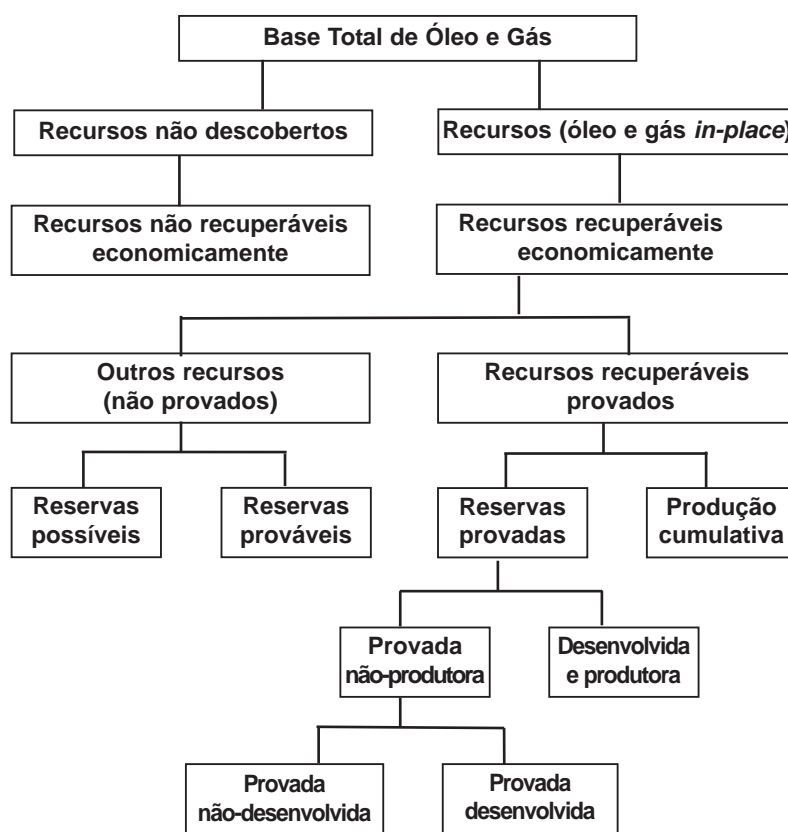 Base Total de Óleo e Gás
Recursos não descobertos
Recursos (óleo e gás in-place)
Recursos não recuperáveis
economicamente
Recursos recuperáveis
economicamente
Outros recursos
(não provados)
Recursos recuperáveis
provados
Reservas
possíveis
Reservas
prováveis
Reservas
provadas
Produção
cumulativa
Provada
não-produtora
Desenvolvida
e produtora
Provada
não-desenvolvida
Provada
desenvolvida